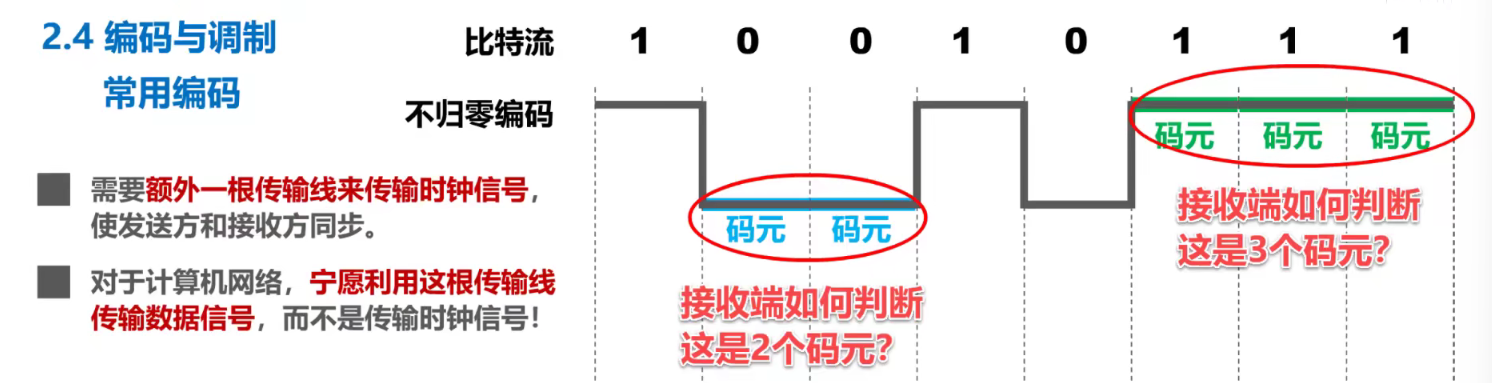 2.4 编码与调制
常用编码
比特流 1 0 0 1 0 1 1 1
不归零编码
码元 码元 码元
码元 码元
需要额外一根传输线来传输时钟信号，
使发送方和接收方同步。
对于计算机网络，宁愿利用这根传输线
传输数据信号，而不是传输时钟信号！
接收端如何判断
这是2个码元？
接收端如何判断
这是3个码元？